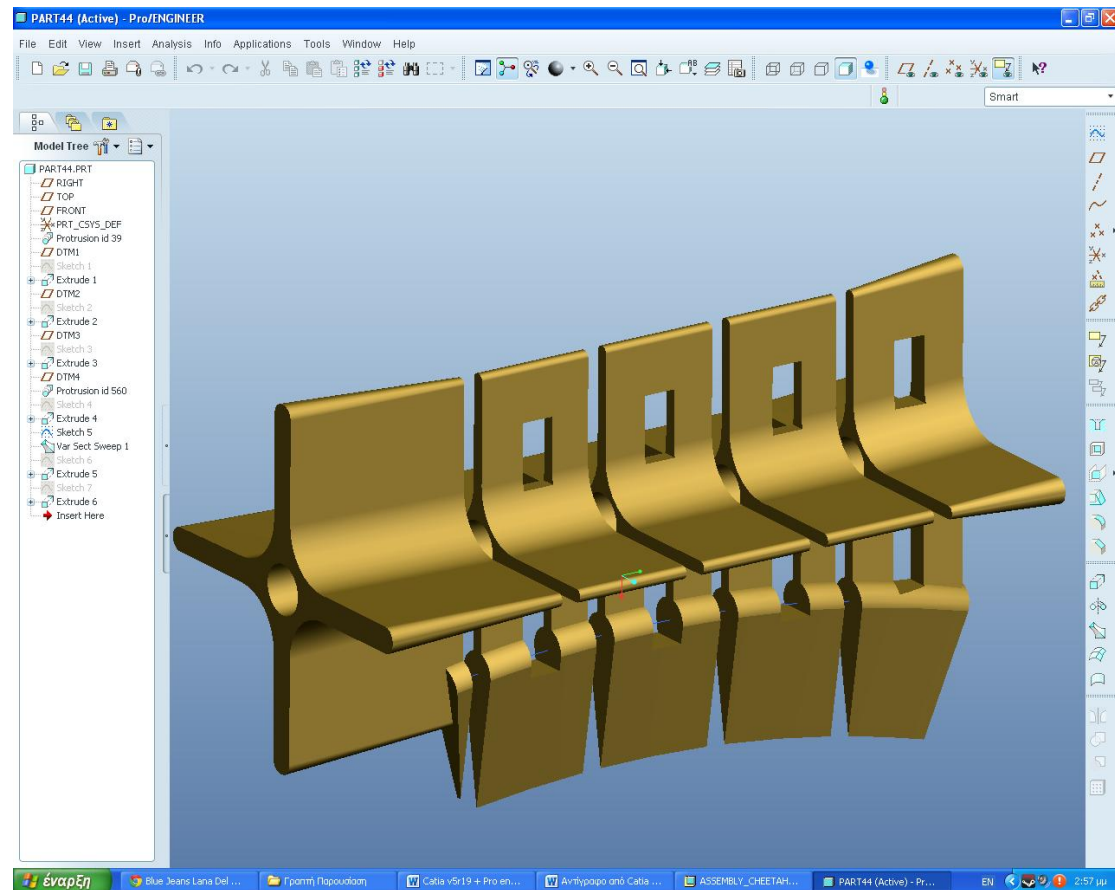 PART44 (Active) - Pro/ENGINEER
File Edit View Insert Analysis Info Applications Tools Window Help
Smart
Model Tree
PART44.PRT
RIGHT
TOP
FRONT
PRT_CSYS_DEF
Protrusion id 39
DTM1
Sketch 1
Extrude 1
DTM2
Sketch 2
Extrude 2
DTM3
Sketch 3
Extrude 3
DTM4
Protrusion id 560
Sketch 4
Extrude 4
Sketch 5
Var Sect Sweep 1
Sketch 6
Extrude 5
Sketch 7
Extrude 6
Insert Here
έναρξη Blue Jeans Lana Del ... Γραπτή Παρουσίαση Catia v5r19 + Pro en... Αντίγραφο από Catia ... ASSEMBLY_CHEETAH... PART44 (Active) - Pr... EN 2:57 μμ